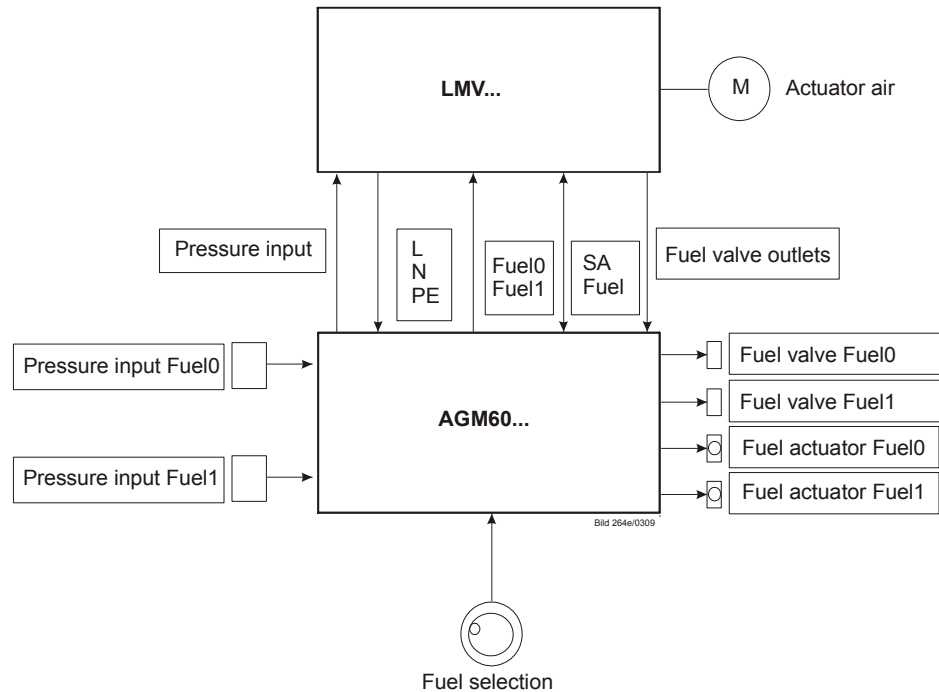 LMV...
M
Actuator air
Pressure input
L
N
PE
Fuel0
Fuel1
SA
Fuel
Fuel valve outlets
Pressure input Fuel0
Pressure input Fuel1
AGM60...
Fuel valve Fuel0
Fuel valve Fuel1
Fuel actuator Fuel0
Fuel actuator Fuel1
Bild 264e/0309
Fuel selection